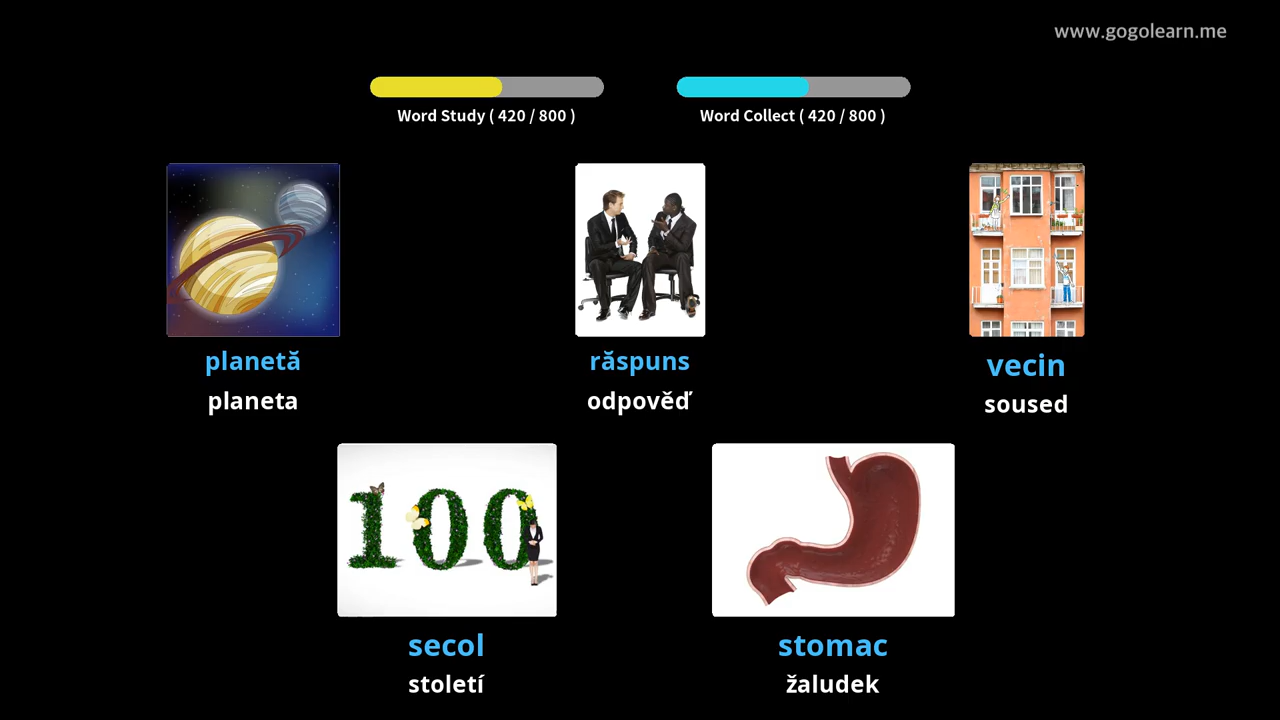 www.gogolearn.me
Word Study ( 420 / 800 )
Word Collect ( 420 / 800 )
planetă
planeta
răspuns
odpověď
vecin
soused
100
secol
století
stomac
žaludek